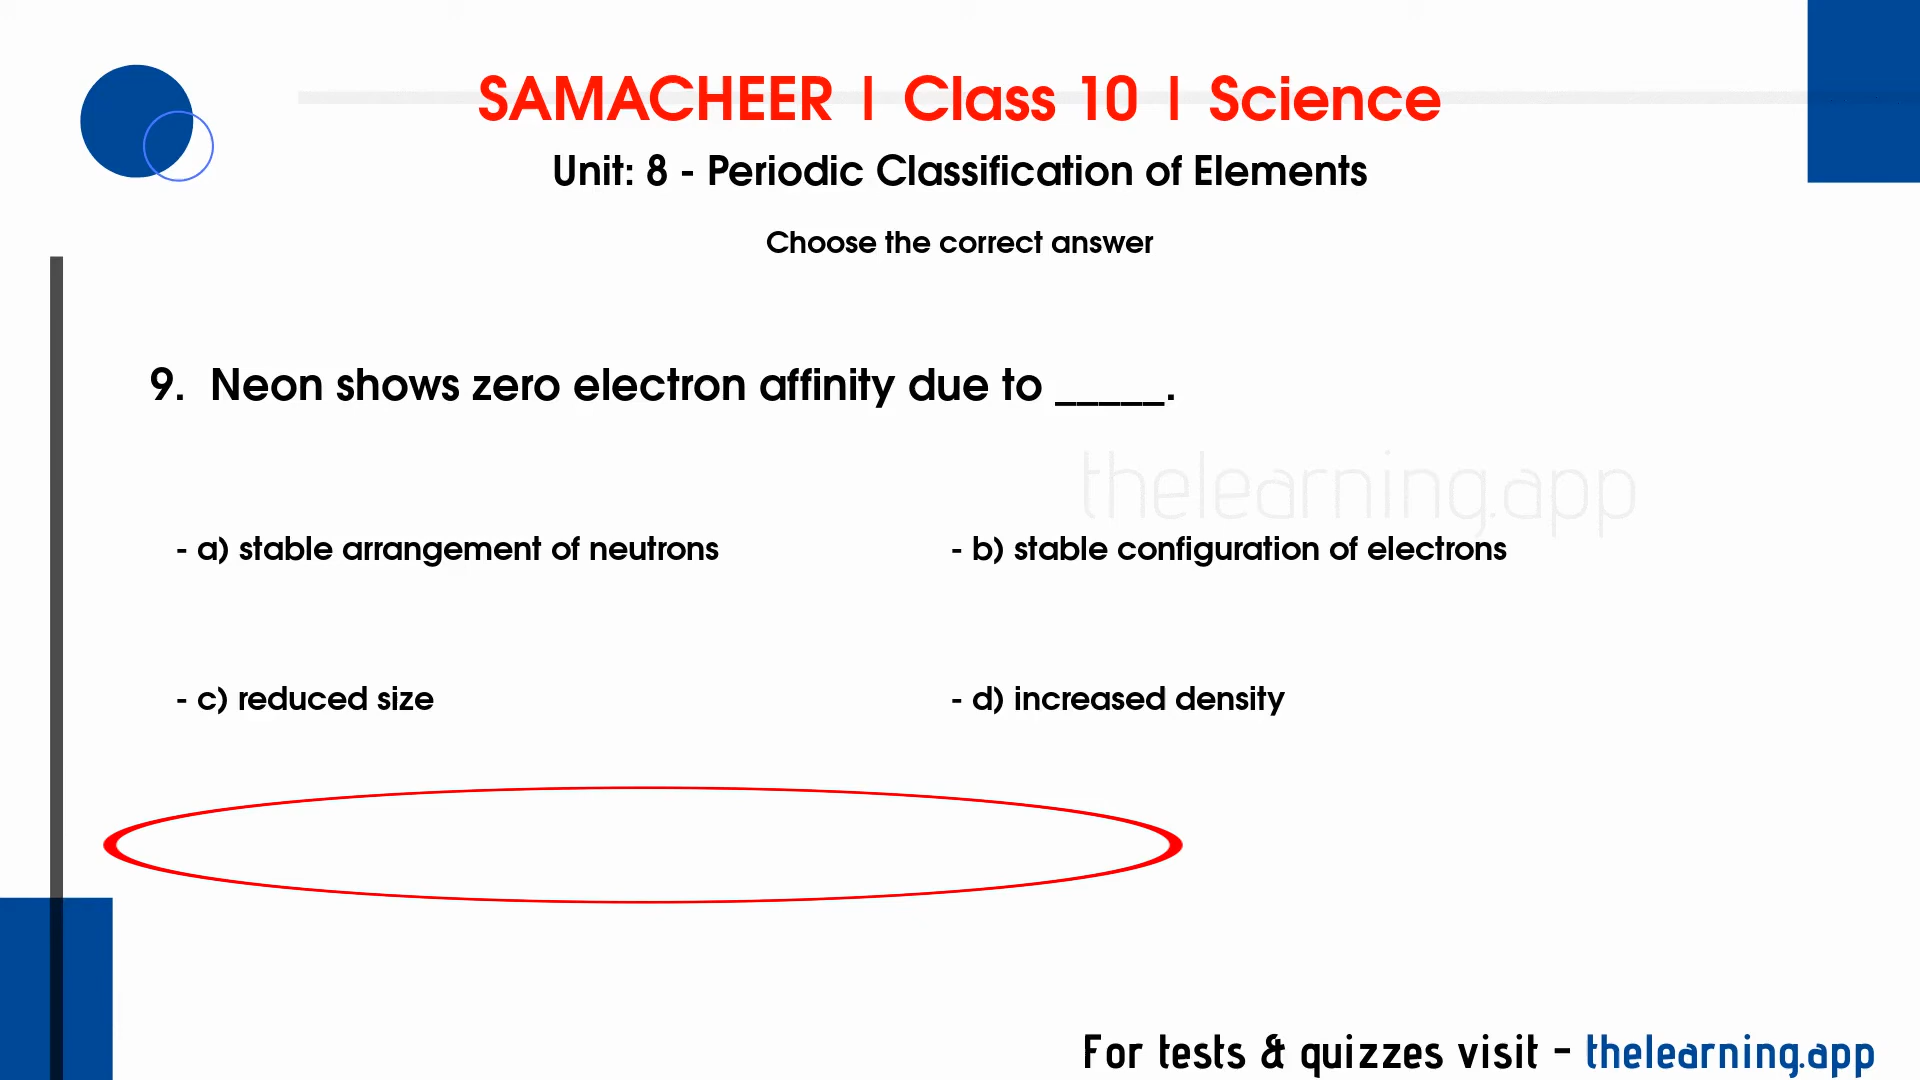 SAMACHEER | Class 10 | Science
Unit: 8 - Periodic Classification of Elements
Choose the correct answer
9. Neon shows zero electron affinity due to _____.
thelearning.app
- a) stable arrangement of neutrons
- b) stable configuration of electrons
- c) reduced size
- d) increased density
For tests & quizzes visit - thelearning.app